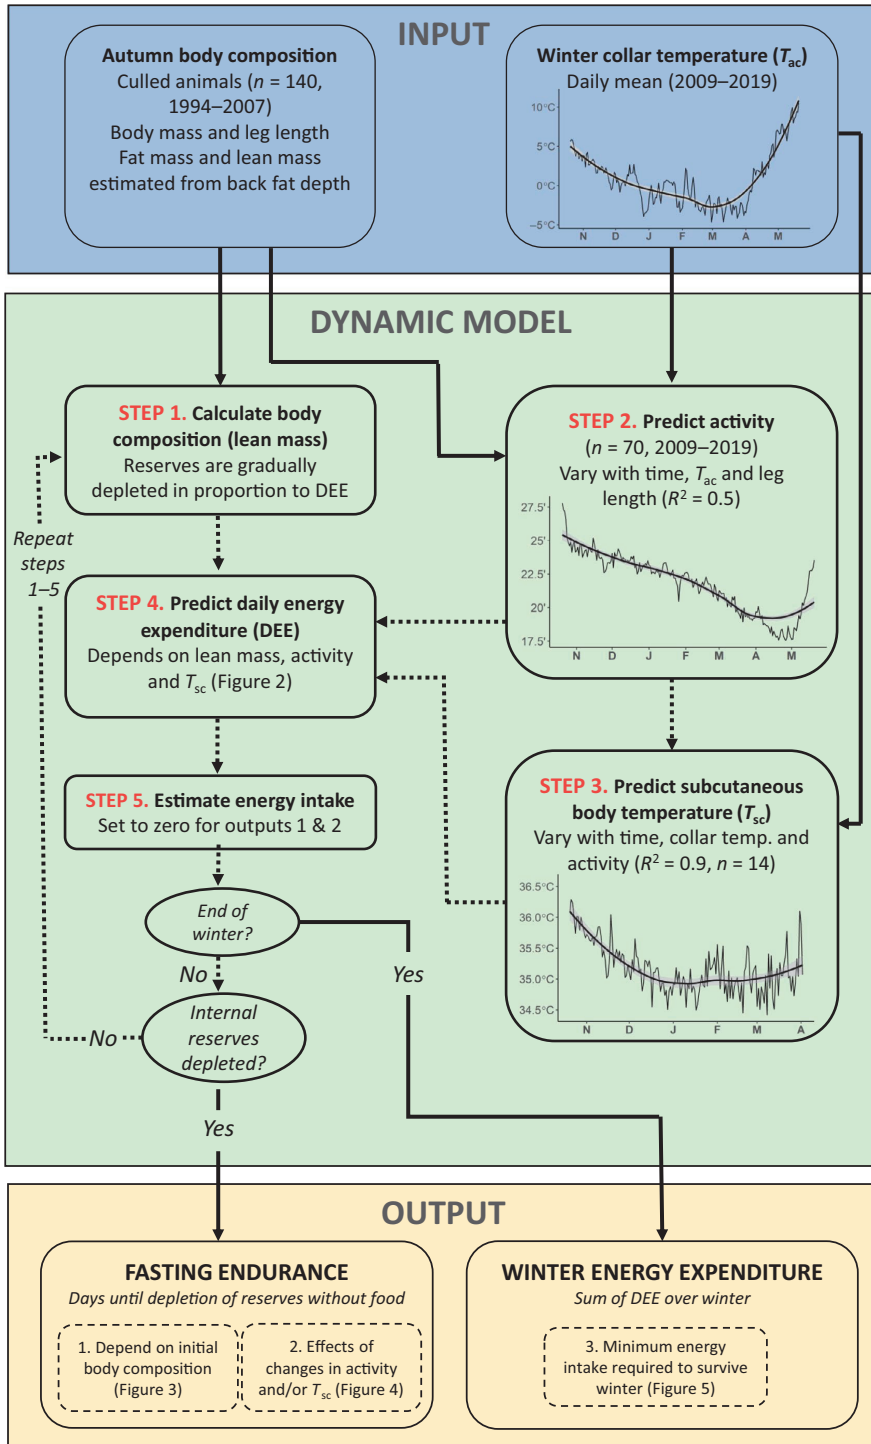 INPUT
Autumn body composition
Culled animals (n = 140,
1994–2007)
Body mass and leg length
Fat mass and lean mass
estimated from back fat depth
Winter collar temperature (Tac)
Daily mean (2009–2019)
10°C
5°C
0°C
–5°C
N D J F M A M
DYNAMIC MODEL
STEP 1. Calculate body
composition (lean mass)
Reserves are gradually
depleted in proportion to DEE
STEP 2. Predict activity
(n = 70, 2009–2019)
Vary with time, Tac and leg
length (R² = 0.5)
27.5'
25'
22.5'
20'
17.5'
N D J F M A M
Repeat
steps
1–5
STEP 4. Predict daily energy
expenditure (DEE)
Depends on lean mass, activity
and Tsc (Figure 2)
STEP 3. Predict subcutaneous
body temperature (Tsc)
Vary with time, collar temp. and
activity (R² = 0.9, n = 14)
36.5°C
36.0°C
35.5°C
35.0°C
34.5°C
N D J F M A
STEP 5. Estimate energy intake
Set to zero for outputs 1 & 2
End of
winter?
No
Yes
Internal
reserves
depleted?
No
Yes
OUTPUT
FASTING ENDURANCE
Days until depletion of reserves without food
1. Depend on initial
body composition
(Figure 3)
2. Effects of
changes in activity
and/or Tsc (Figure 4)
WINTER ENERGY EXPENDITURE
Sum of DEE over winter
3. Minimum energy
intake required to survive
winter (Figure 5)